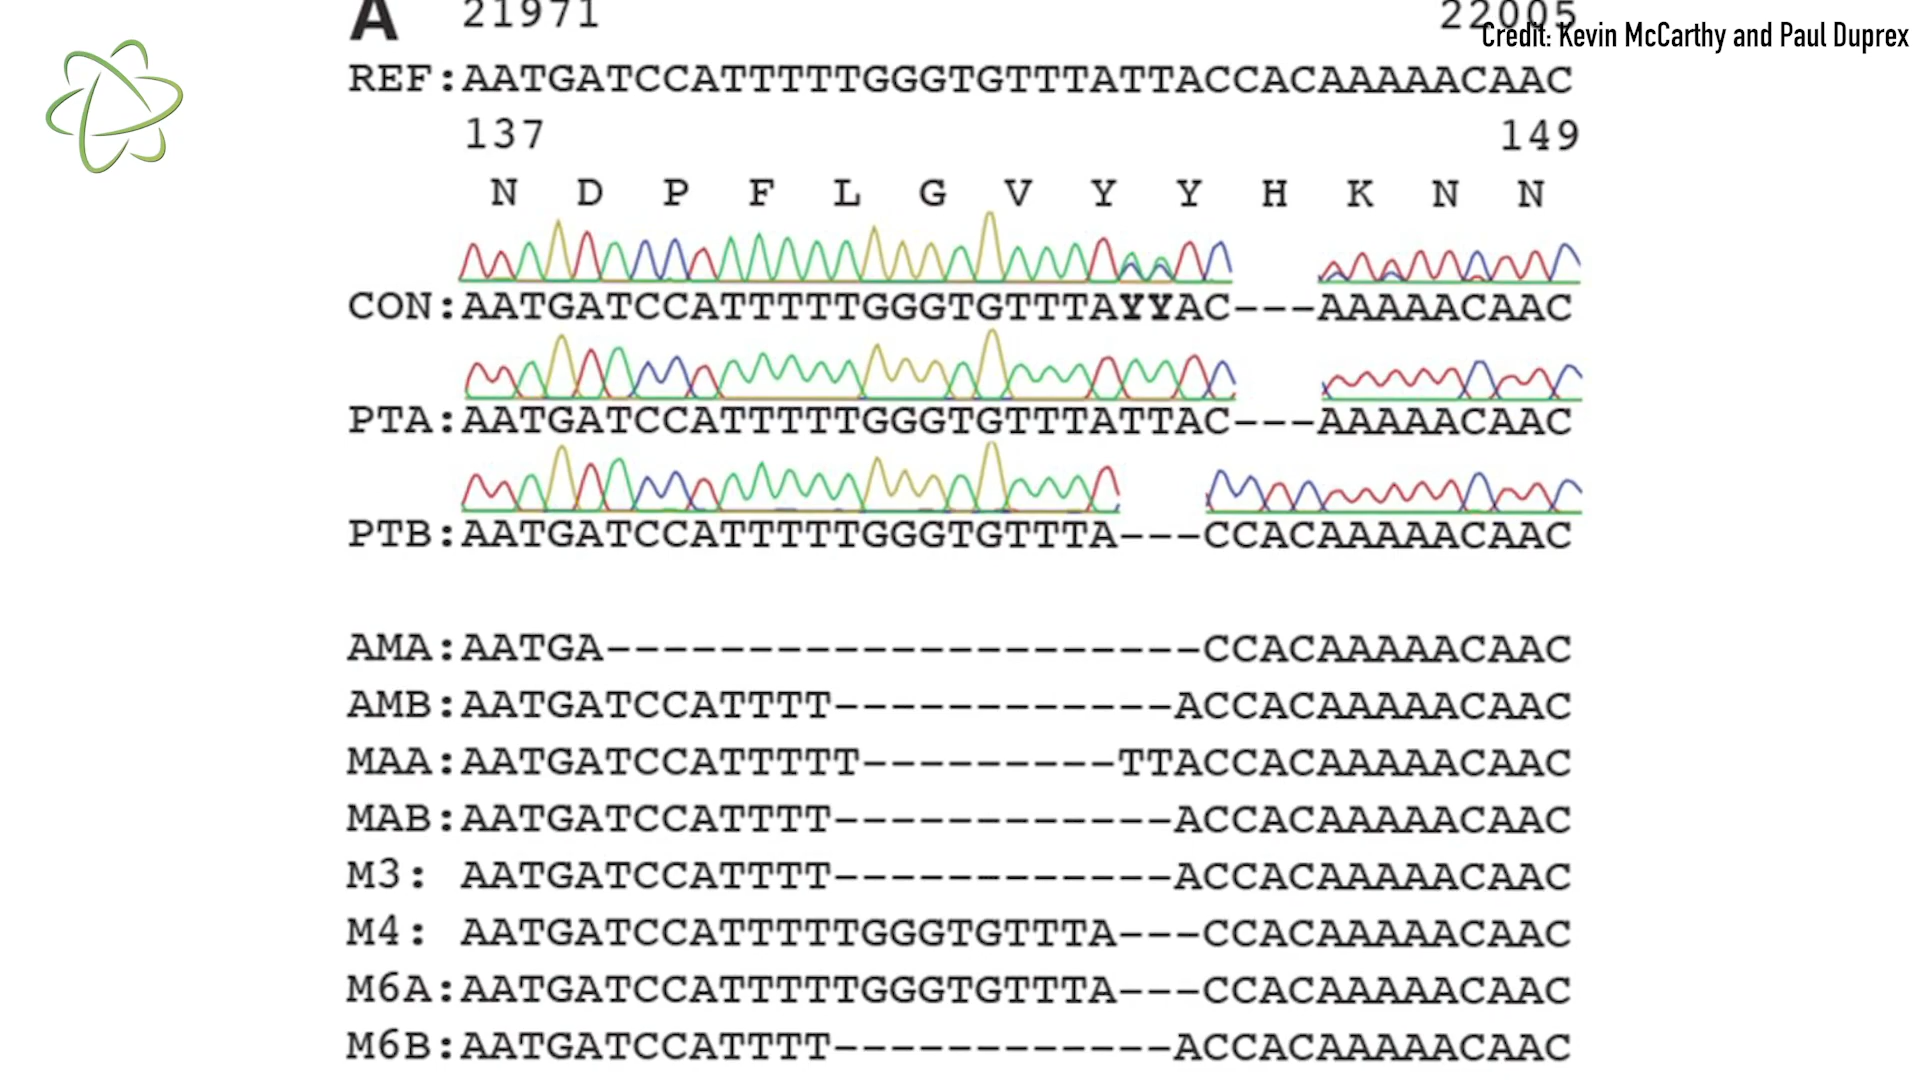 A 21971 22005
Credit: Kevin McCarthy and Paul Duprex
REF:AATGATCCATTTTTGGGTGTTTATTACCACAAAAACAAC
137 149
N D P F L G V Y Y H K N N
CON:AATGATCCATTTTTGGGTGTTTAYYAC---AAAAACAAC
PTA:AATGATCCATTTTTGGGTGTTTATTAC---AAAAACAAC
PTB:AATGATCCATTTTTGGGTGTTTA---CCACAAAAACAAC
AMA:AATGA---------------------CCACAAAAACAAC
AMB:AATGATCCATTTT------------ACCACAAAAACAAC
MAA:AATGATCCATTTTT---------TTACCACAAAAACAAC
MAB:AATGATCCATTTT------------ACCACAAAAACAAC
M3: AATGATCCATTTT------------ACCACAAAAACAAC
M4: AATGATCCATTTTTGGGTGTTTA---CCACAAAAACAAC
M6A:AATGATCCATTTTTGGGTGTTTA---CCACAAAAACAAC
M6B:AATGATCCATTTT------------ACCACAAAAACAAC